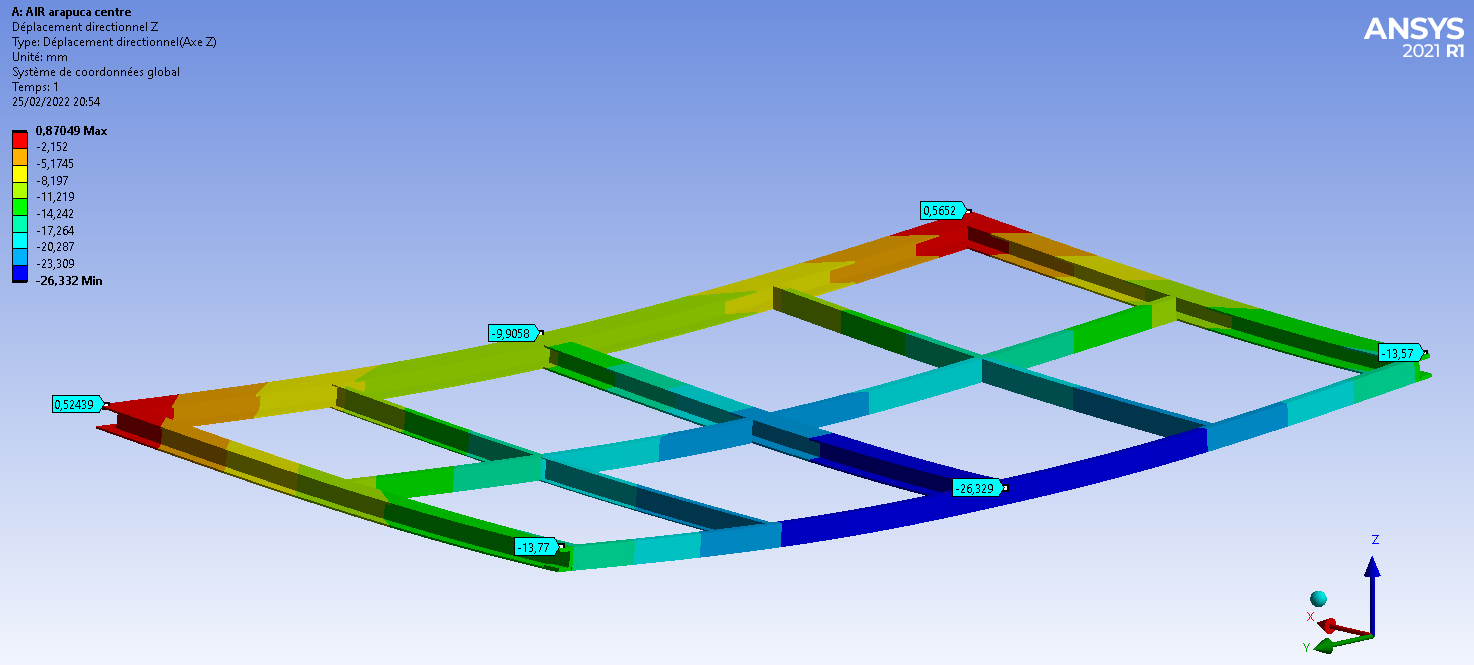 A: AIR arapuca centre
Déplacement directionnel Z
Type: Déplacement directionnel(Axe Z)
Unité: mm
Système de coordonnées global
Temps: 1
25/02/2022 20:54
0,87049 Max
-2,152
-5,1745
-8,197
-11,219
-14,242
-17,264
-20,287
-23,309
-26,332 Min
ANSYS
2021 R1
0,5652
-9,9058
-13,57
0,52439
-26,329
-13,77
Z
X
Y